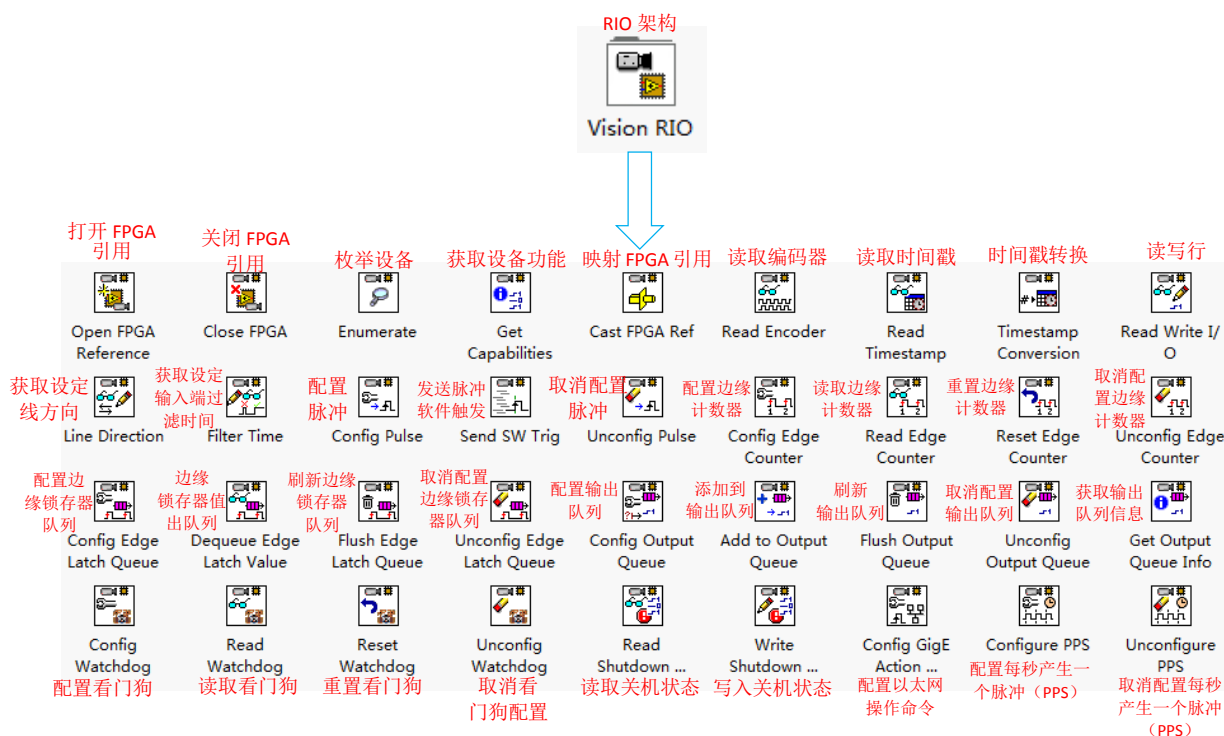 RIO 架构
Vision RIO
打开 FPGA
引用
关闭 FPGA
引用
枚举设备
获取设备功能
映射 FPGA 引用
读取编码器
读取时间戳
时间戳转换
读写行
Open FPGA
Reference
Close FPGA
Enumerate
Get
Capabilities
Cast FPGA Ref
Read Encoder
Read
Timestamp
Timestamp
Conversion
Read Write I/
O
获取设定
线方向
获取设定
输入端过
滤时间
配置
脉冲
发送脉冲
软件触发
取消配置
脉冲
配置边缘
计数器
读取边缘
计数器
重置边缘
计数器
取消配
置边缘
计数器
Line Direction
Filter Time
Config Pulse
Send SW Trig
Unconfig Pulse
Config Edge
Counter
Read Edge
Counter
Reset Edge
Counter
Unconfig Edge
Counter
配置边
缘锁存器
队列
边缘
锁存器值
出队列
刷新边缘
锁存器
队列
取消配置
边缘锁存
器队列
配置输出
队列
添加到
输出队列
刷新
输出队列
取消配置
输出队列
获取输出
队列信息
Config Edge
Latch Queue
Dequeue Edge
Latch Value
Flush Edge
Latch Queue
Unconfig Edge
Latch Queue
Config Output
Queue
Add to Output
Queue
Flush Output
Queue
Unconfig
Output Queue
Get Output
Queue Info
Config
Watchdog
Read
Watchdog
Reset
Watchdog
Unconfig
Watchdog
Read
Shutdown ...
Write
Shutdown ...
Config GigE
Action ...
Configure PPS
Unconfigure
PPS
配置看门狗
读取看门狗
重置看门狗
取消看
门狗配置
读取关机状态
写入关机状态
配置以太网
操作命令
配置每秒产生一
个脉冲（PPS）
取消配置每秒
产生一个脉冲
（PPS）